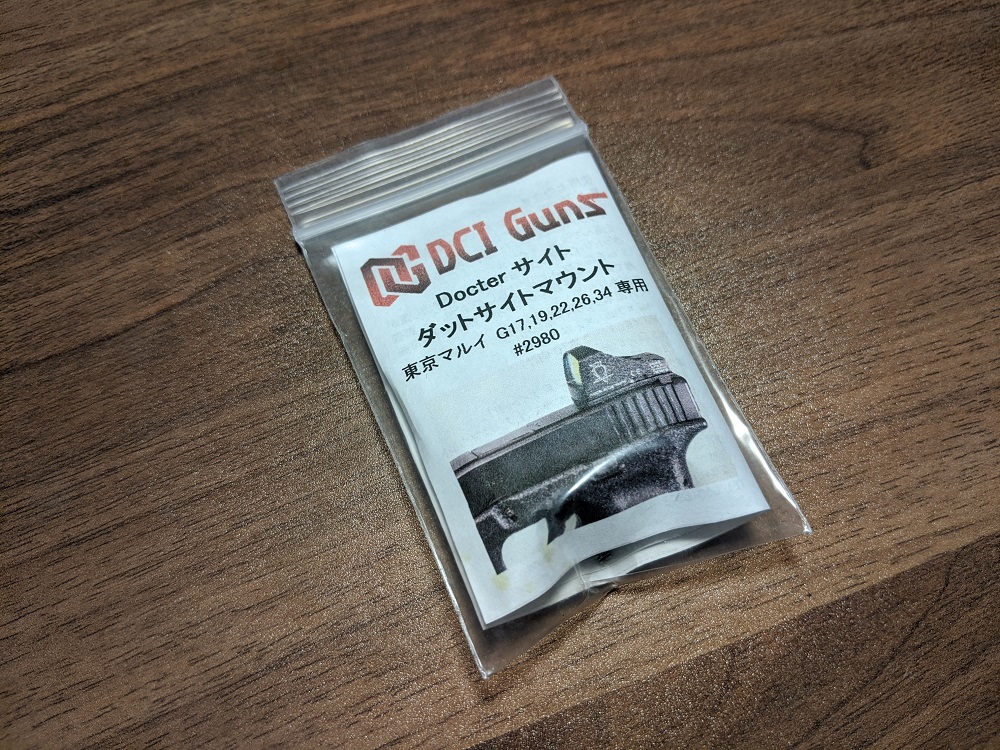 DCI Guns
Docter サイト
ダットサイトマウント
東京マルイ G17,19,22,26,34 専用
#2980